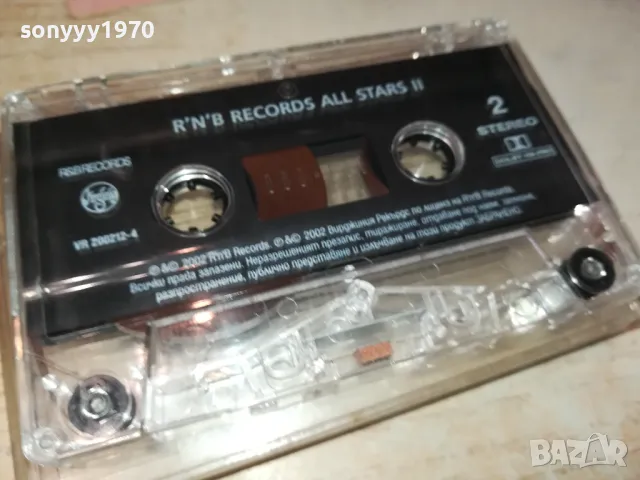 sonyyy1970
R'N'B RECORDS ALL STARS II
2
STEREO
R&B RECORDS
VR 200212-4
℗&© 2002 R'n'B Records ℗&© 2002 Вирджиния Рекърдс по лиценз на R'n'B Records
Всички права запазени. Неразрешеният презапис, тиражиране, отдаване под наем, заемане,
разпространение, публично представяне и излъчване на този продукт ЗАБРАНЕНО.
BAZAR